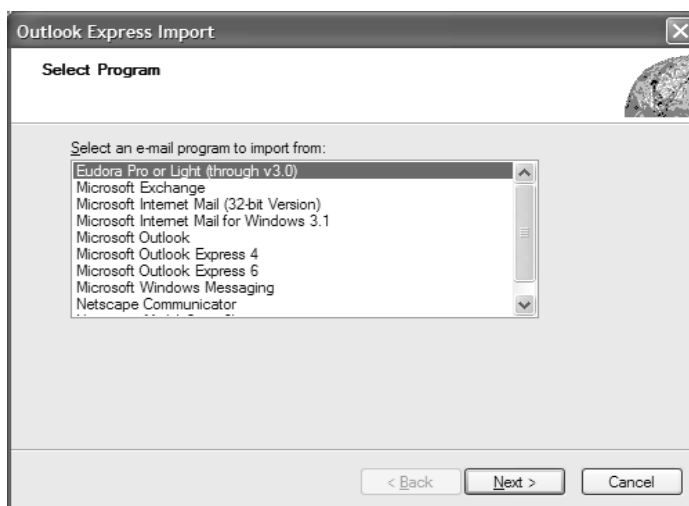 Outlook Express Import
Select Program
Select an e-mail program to import from:
Eudora Pro or Light (through v3.0)
Microsoft Exchange
Microsoft Internet Mail (32-bit Version)
Microsoft Internet Mail for Windows 3.1
Microsoft Outlook
Microsoft Outlook Express 4
Microsoft Outlook Express 6
Microsoft Windows Messaging
Netscape Communicator
< Back
Next >
Cancel